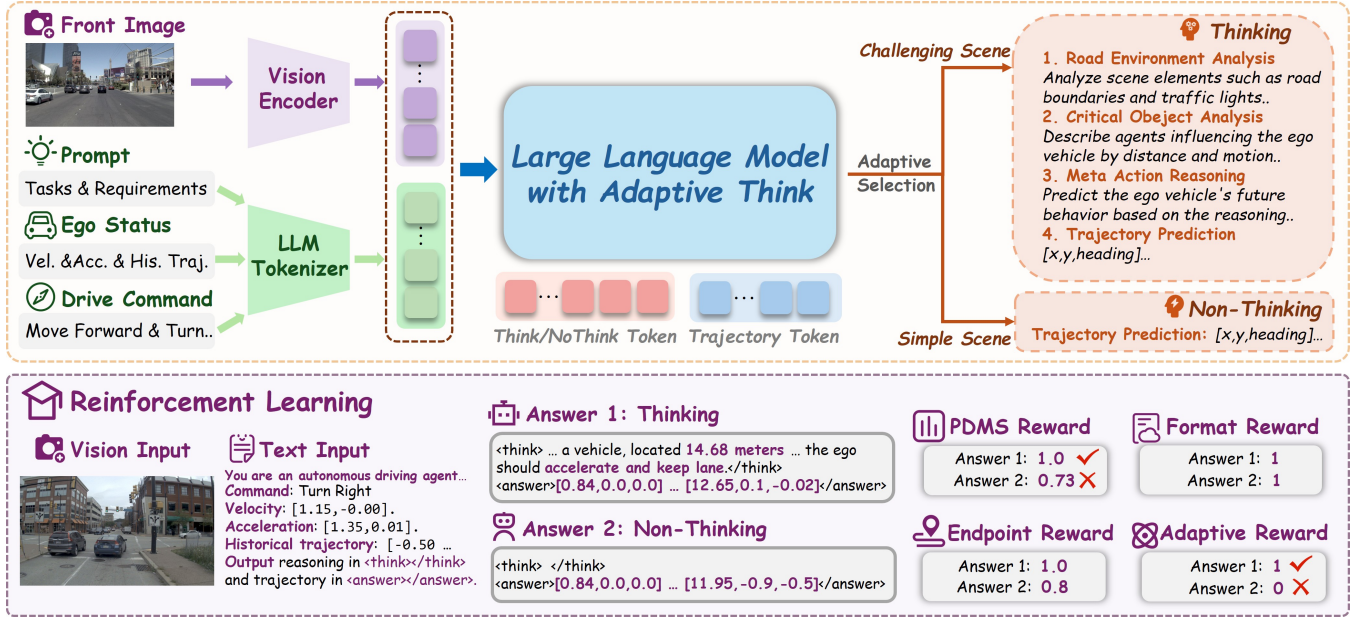 Front Image
Vision
Encoder
Prompt
Tasks & Requirements
Ego Status
Vel. &Acc. & His. Traj.
Drive Command
Move Forward & Turn..
LLM
Tokenizer
Large Language Model
with Adaptive Think
Think/NoThink Token
Trajectory Token
Adaptive
Selection
Challenging Scene
Simple Scene
Thinking
1. Road Environment Analysis
Analyze scene elements such as road
boundaries and traffic lights..
2. Critical Obeject Analysis
Describe agents influencing the ego
vehicle by distance and motion..
3. Meta Action Reasoning
Predict the ego vehicle's future
behavior based on the reasoning..
4. Trajectory Prediction
[x,y,heading]…
Non-Thinking
Trajectory Prediction: [x,y,heading]…
Reinforcement Learning
Vision Input
Text Input
You are an autonomous driving agent…
Command: Turn Right
Velocity: [1.15,-0.00].
Acceleration: [1.35,0.01].
Historical trajectory: [-0.50 …
Output reasoning in <think></think>
and trajectory in <answer></answer>.
Answer 1: Thinking
<think> … a vehicle, located 14.68 meters … the ego
should accelerate and keep lane.</think>
<answer>[0.84,0.0,0.0] … [12.65,0.1,-0.02]</answer>
Answer 2: Non-Thinking
<think> </think>
<answer>[0.84,0.0,0.0] … [11.95,-0.9,-0.5]</answer>
PDMS Reward
Answer 1: 1.0 ✓
Answer 2: 0.73 ✗
Format Reward
Answer 1: 1
Answer 2: 1
Endpoint Reward
Answer 1: 1.0
Answer 2: 0.8
Adaptive Reward
Answer 1: 1 ✓
Answer 2: 0 ✗